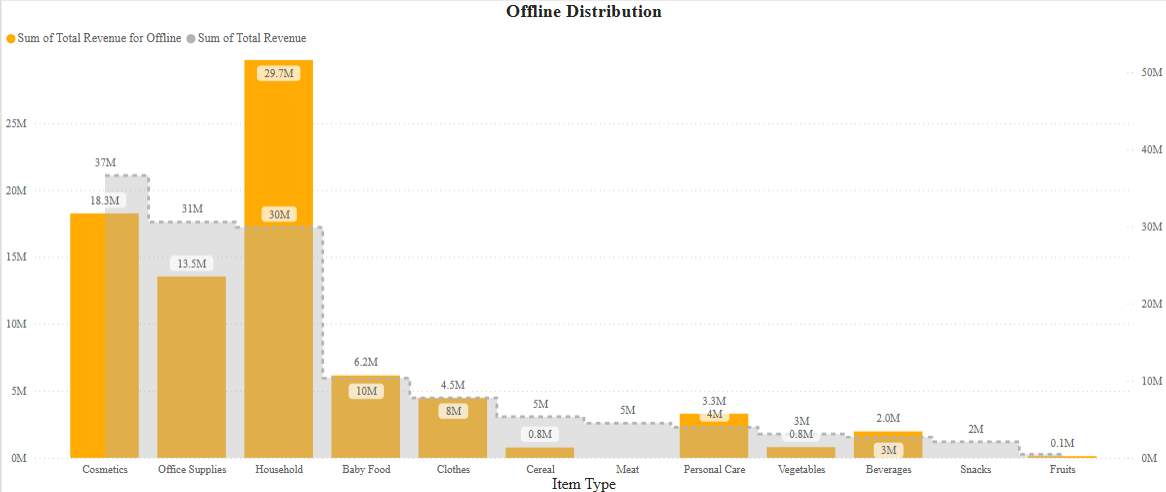 Offline Distribution
Sum of Total Revenue for Offline Sum of Total Revenue
29.7M
50M
25M
40M
37M
20M
18.3M
31M
30M
30M
15M
13.5M
20M
10M
6.2M
5M
10M
4.5M
10M
8M
5M
0.8M
5M
3.3M
4M
3M
0.8M
2.0M
3M
2M
0.1M
0M
0M
Cosmetics Office Supplies Household Baby Food Clothes Cereal Meat Personal Care Vegetables Beverages Snacks Fruits
Item Type